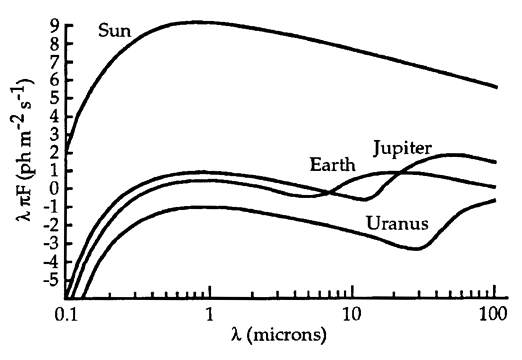 9
8
7
9
5
4
3
2
1
0
-1
-2
-3
-4
-5
λ πF (ph m⁻² s⁻¹)
Sun
Earth
Jupiter
Uranus
0.1 1 10 100
λ (microns)